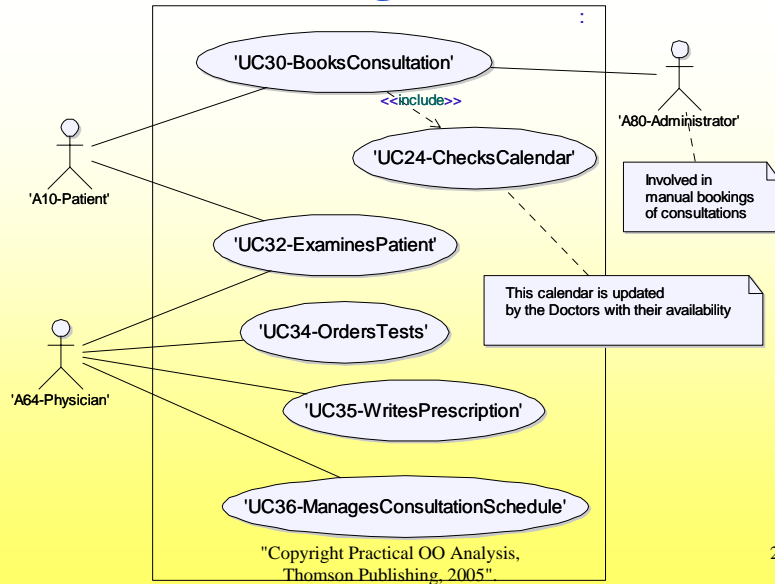 :
'UC30-BooksConsultation'
<<include>>
'A80-Administrator'
'UC24-ChecksCalendar'
'A10-Patient'
Involved in
manual bookings
of consultations
'UC32-ExaminesPatient'
This calendar is updated
by the Doctors with their availability
'UC34-OrdersTests'
'A64-Physician'
'UC35-WritesPrescription'
'UC36-ManagesConsultationSchedule'
"Copyright Practical OO Analysis,
Thomson Publishing, 2005".
2